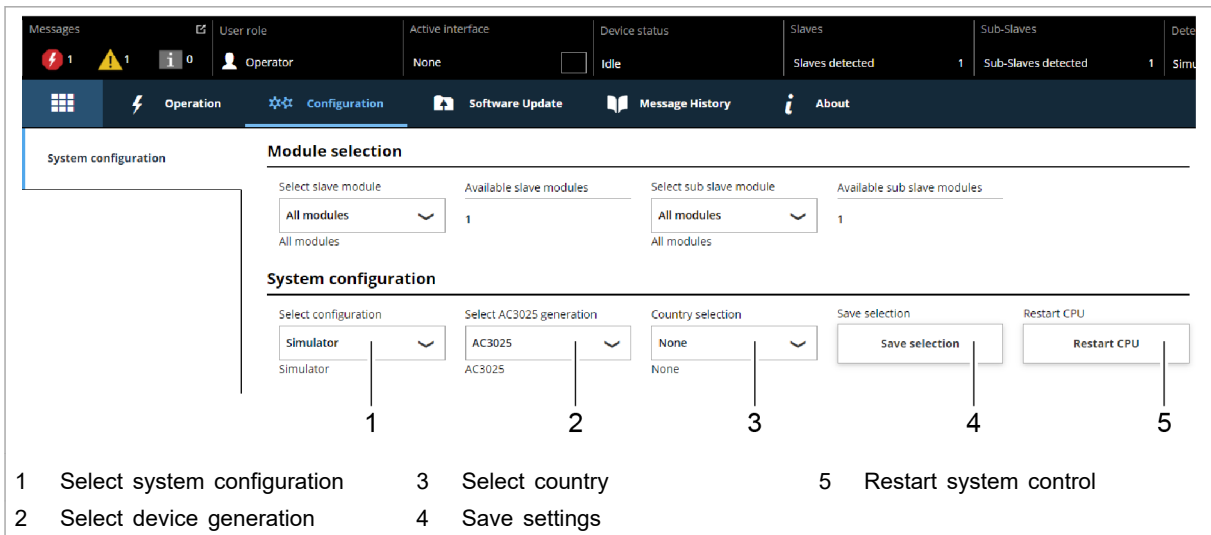 Messages User role Active interface Device status Slaves Sub-Slaves Dete
1 1 i 0 Operator None Idle Slaves detected 1 Sub-Slaves detected 1 Simu
Operation Configuration Software Update Message History i About
System configuration
Module selection
Select slave module Available slave modules Select sub slave module Available sub slave modules
All modules 1 All modules 1
All modules All modules
System configuration
Select configuration Select AC3025 generation Country selection Save selection Restart CPU
Simulator AC3025 None Save selection Restart CPU
Simulator AC3025 None
1 2 3 4 5
1 Select system configuration 3 Select country 5 Restart system control
2 Select device generation 4 Save settings